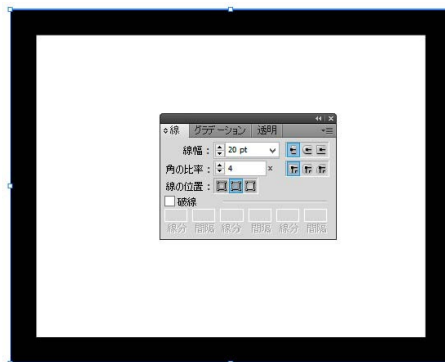 線 グラデーション 透明
線幅： 20 pt
角の比率： 4 ×
線の位置：
破線
線分 間隔 線分 間隔 線分 間隔